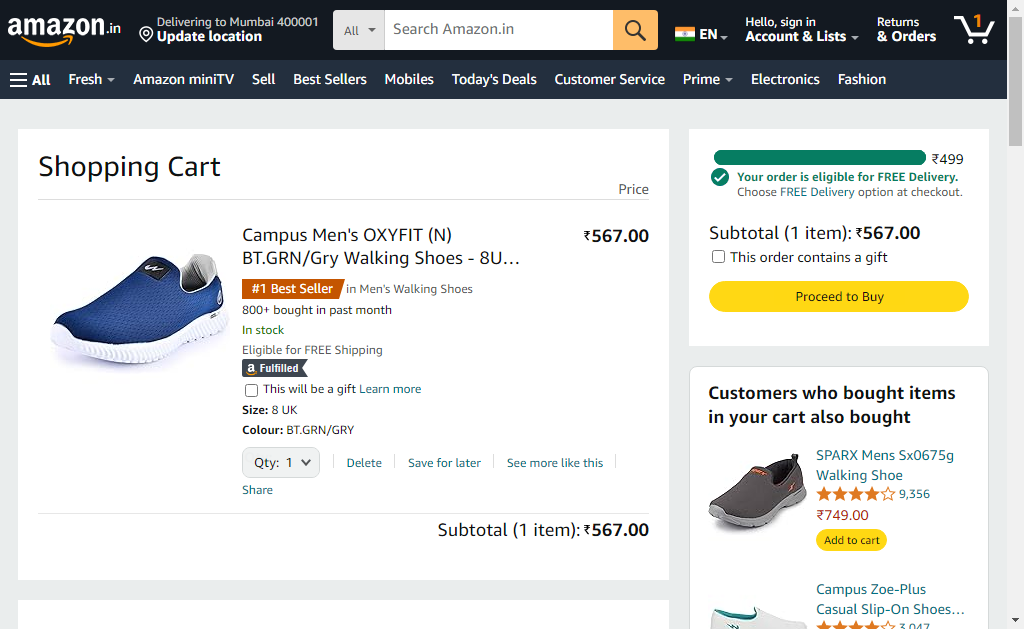 amazon.in
Delivering to Mumbai 400001
Update location
All
Search Amazon.in
EN
Hello, sign in
Account & Lists
Returns
& Orders
1
All
Fresh
Amazon miniTV
Sell
Best Sellers
Mobiles
Today's Deals
Customer Service
Prime
Electronics
Fashion
Shopping Cart
Price
Campus Men's OXYFIT (N)
BT.GRN/Gry Walking Shoes - 8U...
₹567.00
#1 Best Seller in Men's Walking Shoes
800+ bought in past month
In stock
Eligible for FREE Shipping
a Fulfilled
This will be a gift Learn more
Size: 8 UK
Colour: BT.GRN/GRY
Qty: 1
Delete
Save for later
See more like this
Share
Subtotal (1 item): ₹567.00
₹499
Your order is eligible for FREE Delivery.
Choose FREE Delivery option at checkout.
Subtotal (1 item): ₹567.00
This order contains a gift
Proceed to Buy
Customers who bought items
in your cart also bought
SPARX Mens Sx0675g
Walking Shoe
9,356
₹749.00
Add to cart
Campus Zoe-Plus
Casual Slip-On Shoes...
3,047